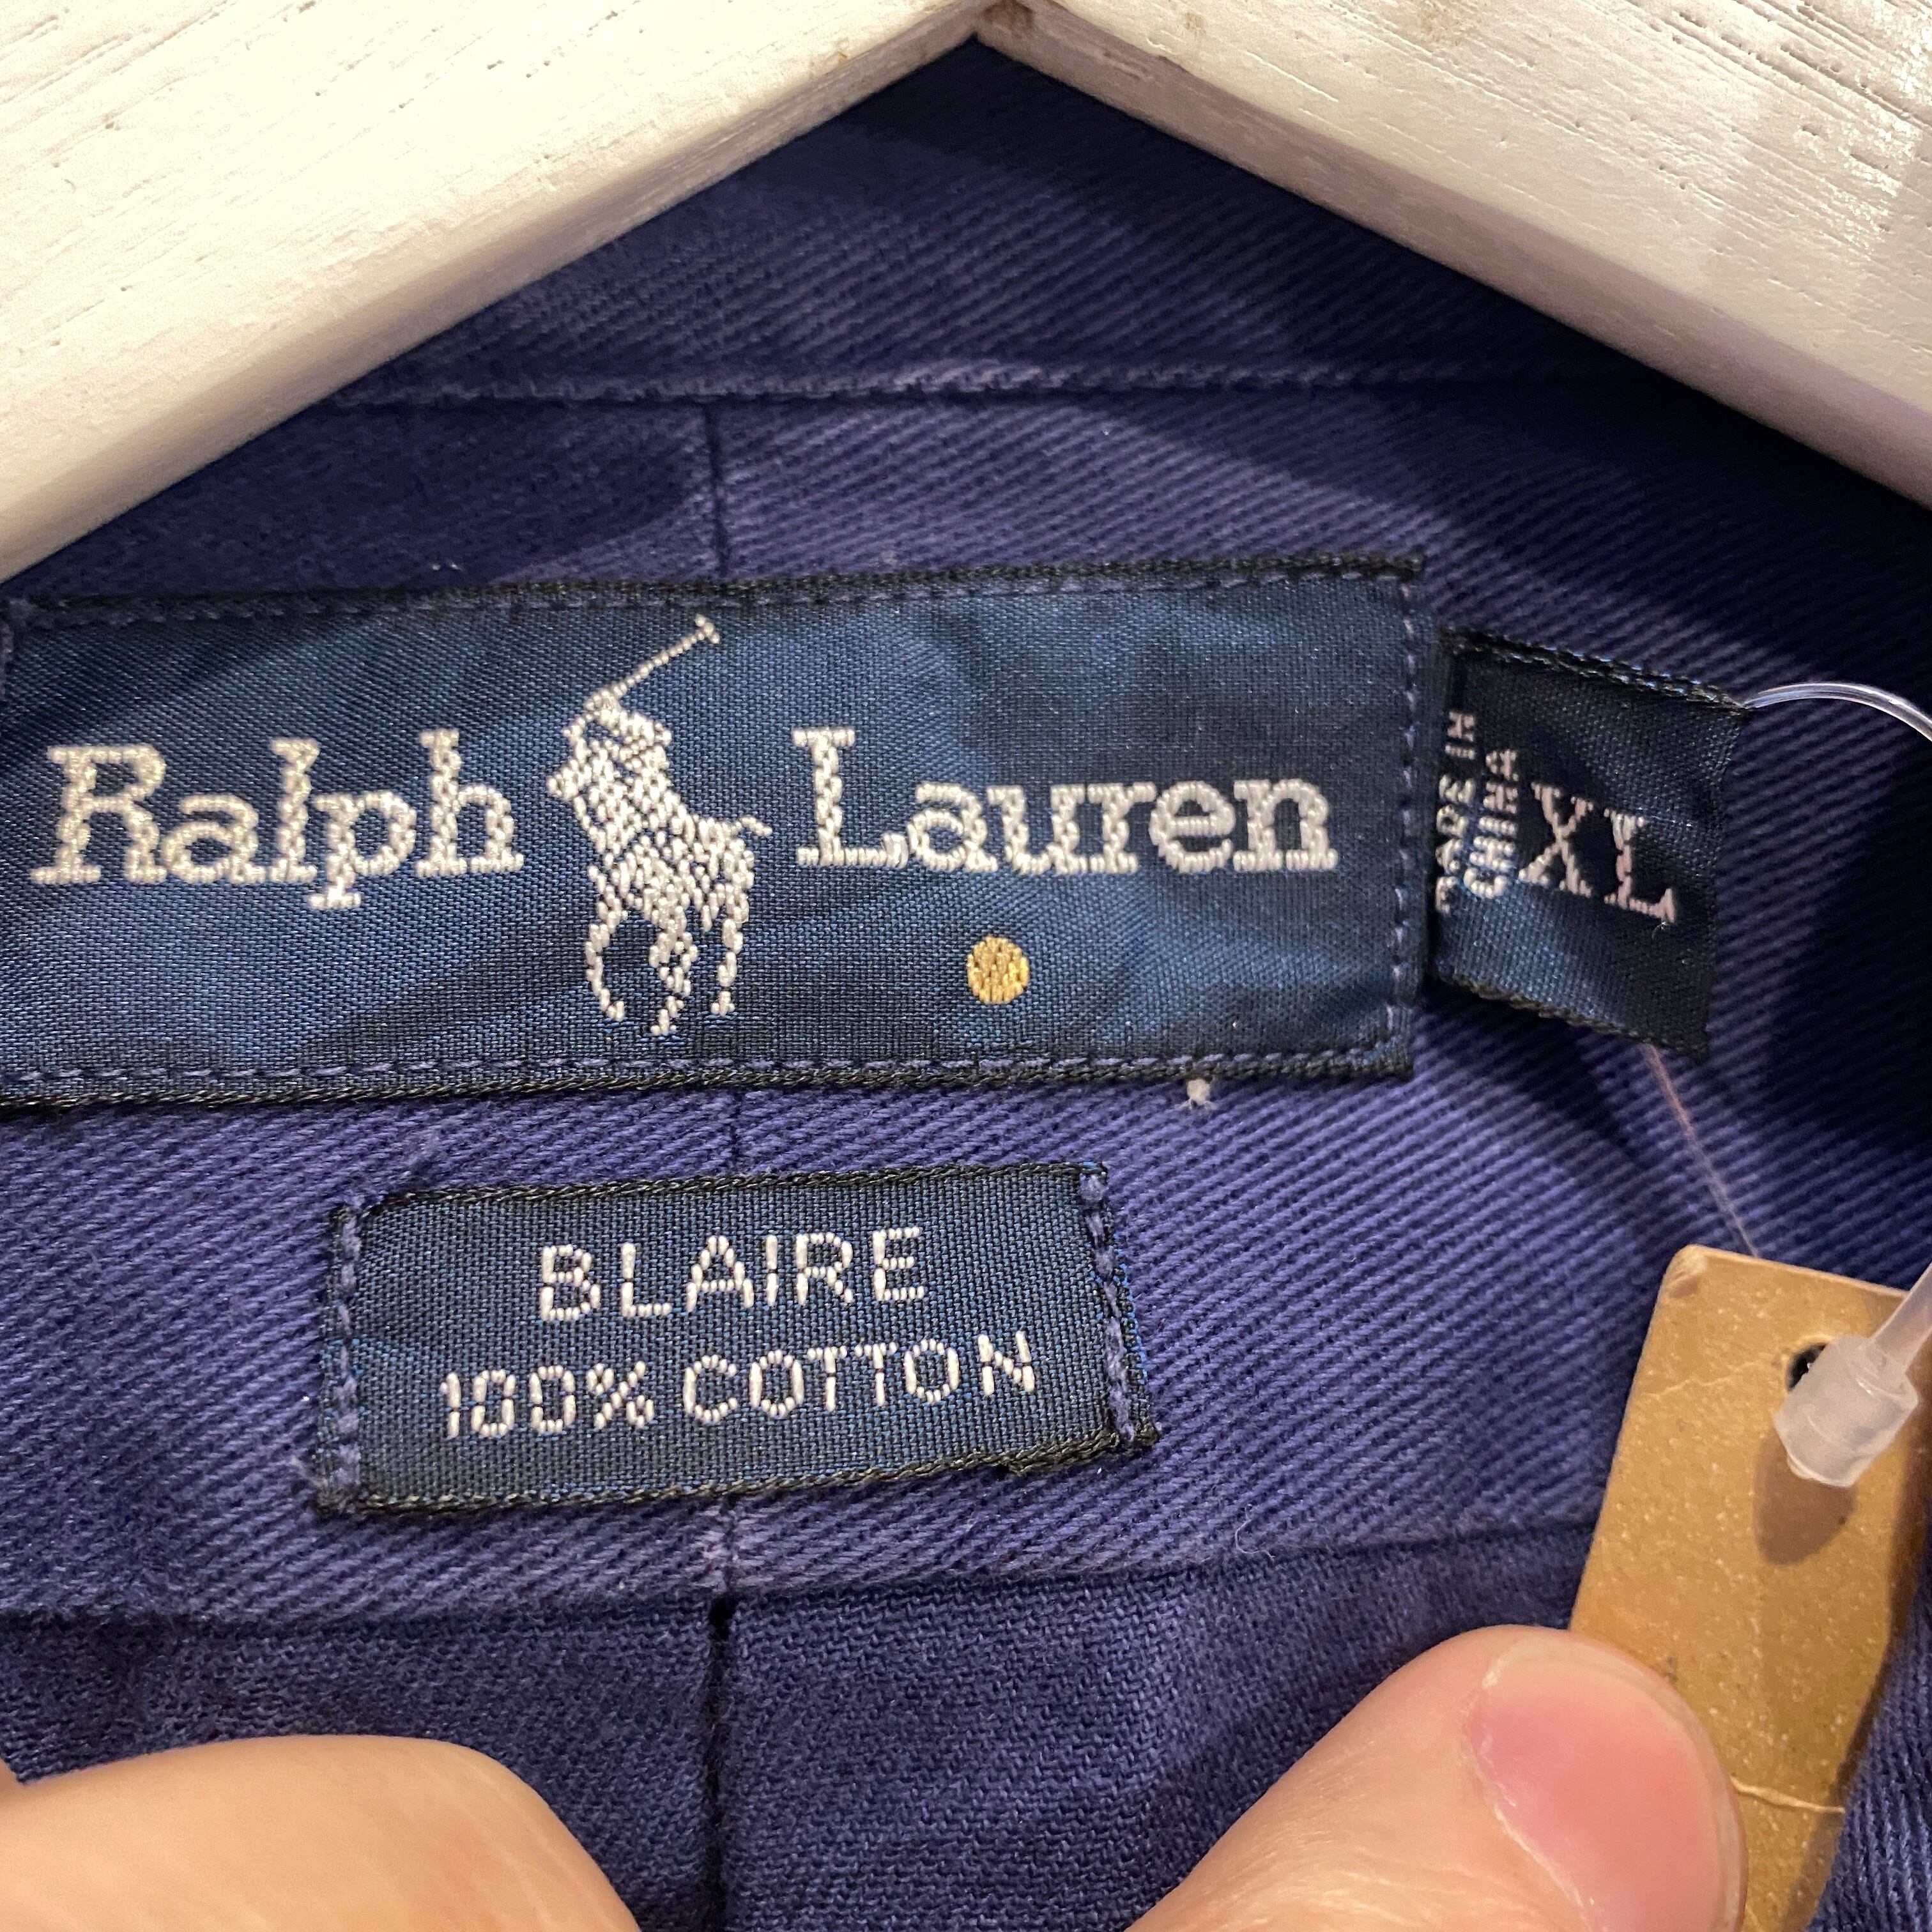 Ralph Lauren
MADE IN
CHINA
XL
BLAIRE
100% COTTON